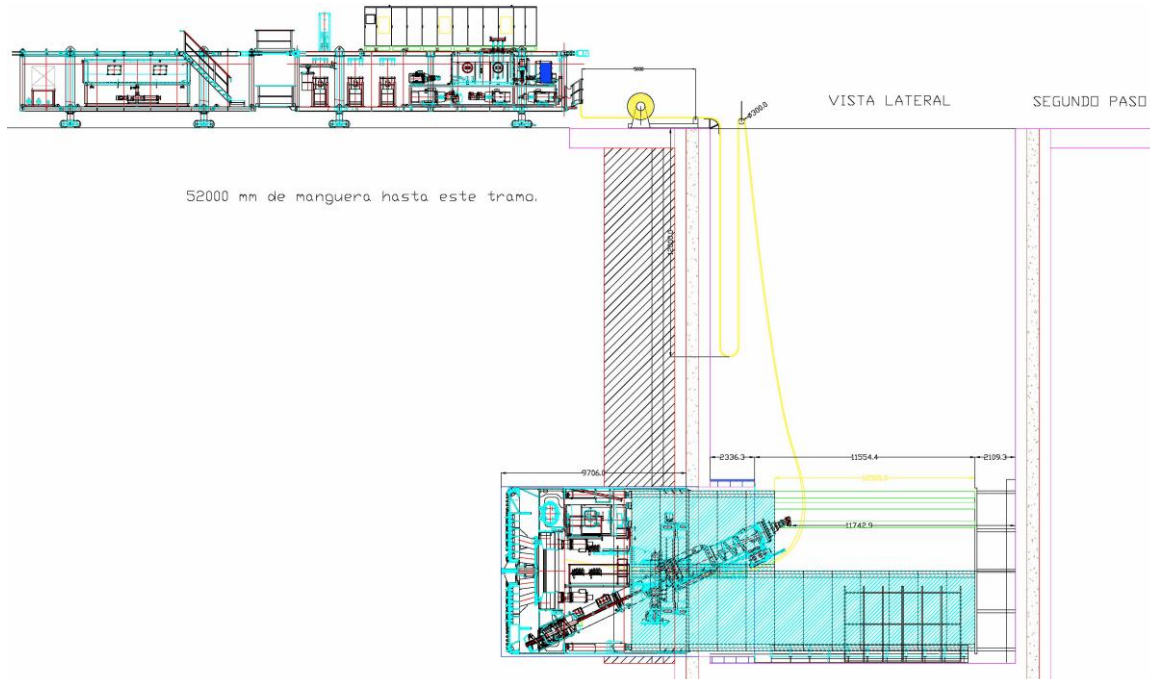 5000
VISTA LATERAL
SEGUNDO PASO
52000 mm de manguera hasta este tramo.
2336.3
11554.4
2109.3
9706.0
11742.9